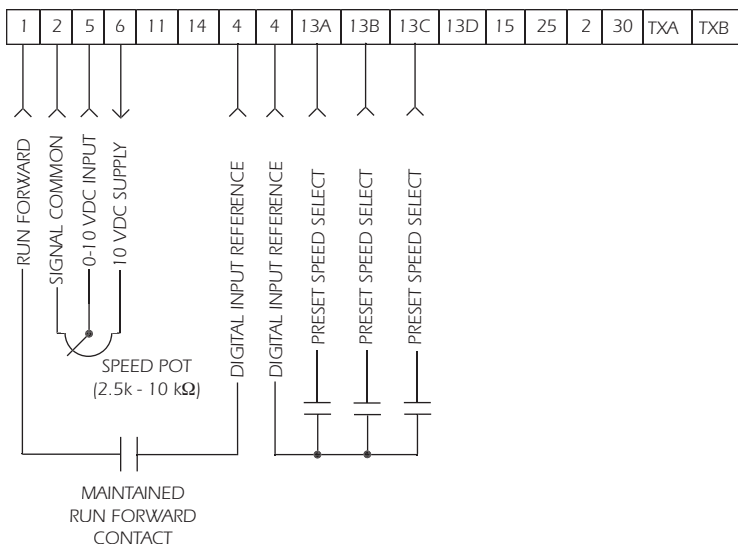 1 2 5 6 11 14 4 4 13A 13B 13C 13D 15 25 2 30 TXA TXB
RUN FORWARD
SIGNAL COMMON
0-10 VDC INPUT
10 VDC SUPPLY
DIGITAL INPUT REFERENCE
DIGITAL INPUT REFERENCE
PRESET SPEED SELECT
PRESET SPEED SELECT
PRESET SPEED SELECT
SPEED POT
(2.5k - 10 kΩ)
MAINTAINED
RUN FORWARD
CONTACT